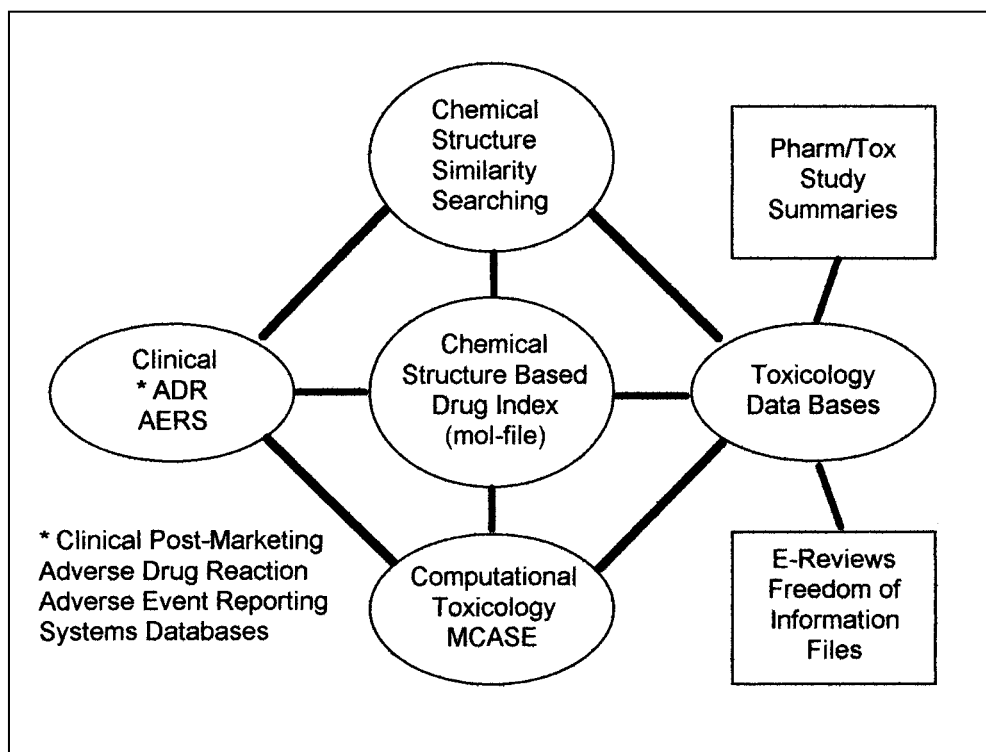 Chemical
Structure
Similarity
Searching
Pharm/Tox
Study
Summaries
Clinical
* ADR
AERS
Chemical
Structure Based
Drug Index
(mol-file)
Toxicology
Data Bases
* Clinical Post-Marketing
Adverse Drug Reaction
Adverse Event Reporting
Systems Databases
Computational
Toxicology
MCASE
E-Reviews
Freedom of
Information
Files